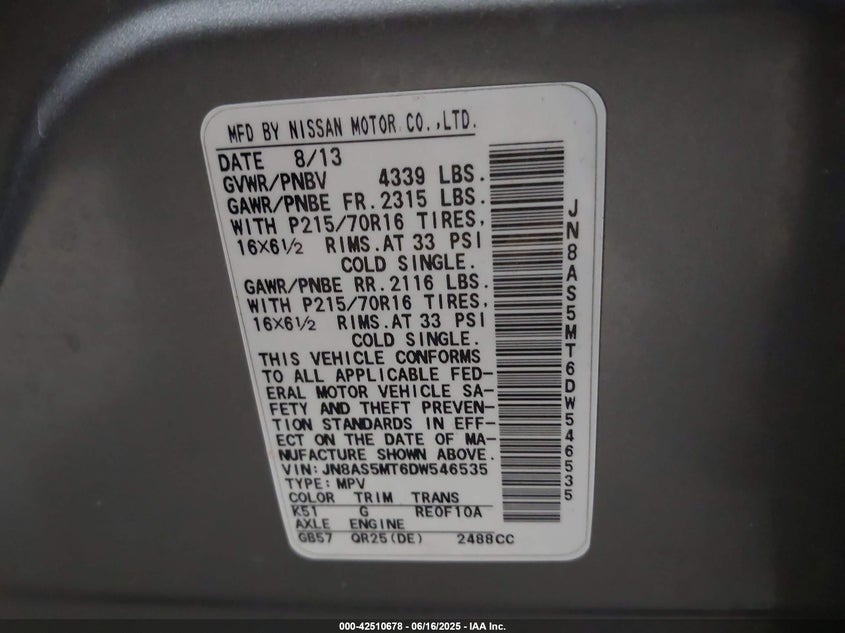 MFD BY NISSAN MOTOR CO.,LTD.
DATE 8/13
GVWR/PNBV 4339 LBS.
GAWR/PNBE FR.2315 LBS.
WITH P215/70R16 TIRES,
16X6½ RIMS.AT 33 PSI
COLD SINGLE.
GAWR/PNBE RR.2116 LBS.
WITH P215/70R16 TIRES,
16X6½ RIMS.AT 33 PSI
COLD SINGLE.
THIS VEHICLE CONFORMS
TO ALL APPLICABLE FED-
ERAL MOTOR VEHICLE SA-
FETY AND THEFT PREVEN-
TION STANDARDS IN EFF-
ECT ON THE DATE OF MA-
NUFACTURE SHOWN ABOVE.
VIN:JN8AS5MT6DW546535
TYPE: MPV
COLOR TRIM TRANS
K51 G RE0F10A
AXLE ENGINE
GB57 QR25(DE) 2488CC
JN8AS5MT6DW546535
000-42510678 - 06/16/2025 - IAA Inc.